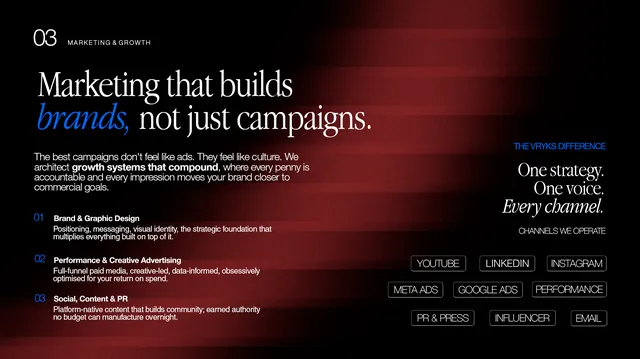 03 MARKETING & GROWTH
Marketing that builds
brands, not just campaigns.
The best campaigns don't feel like ads. They feel like culture. We
architect growth systems that compound, where every penny is
accountable and every impression moves your brand closer to
commercial goals.
01 Brand & Graphic Design
Positioning, messaging, visual identity, the strategic foundation that
multiplies everything built on top of it.
02 Performance & Creative Advertising
Full-funnel paid media, creative-led, data-informed, obsessively
optimised for your return on spend.
03 Social, Content & PR
Platform-native content that builds community; earned authority
no budget can manufacture overnight.
THE VRYKS DIFFERENCE
One strategy.
One voice.
Every channel.
CHANNELS WE OPERATE
YOUTUBE LINKEDIN INSTAGRAM
META ADS GOOGLE ADS PERFORMANCE
PR & PRESS INFLUENCER EMAIL